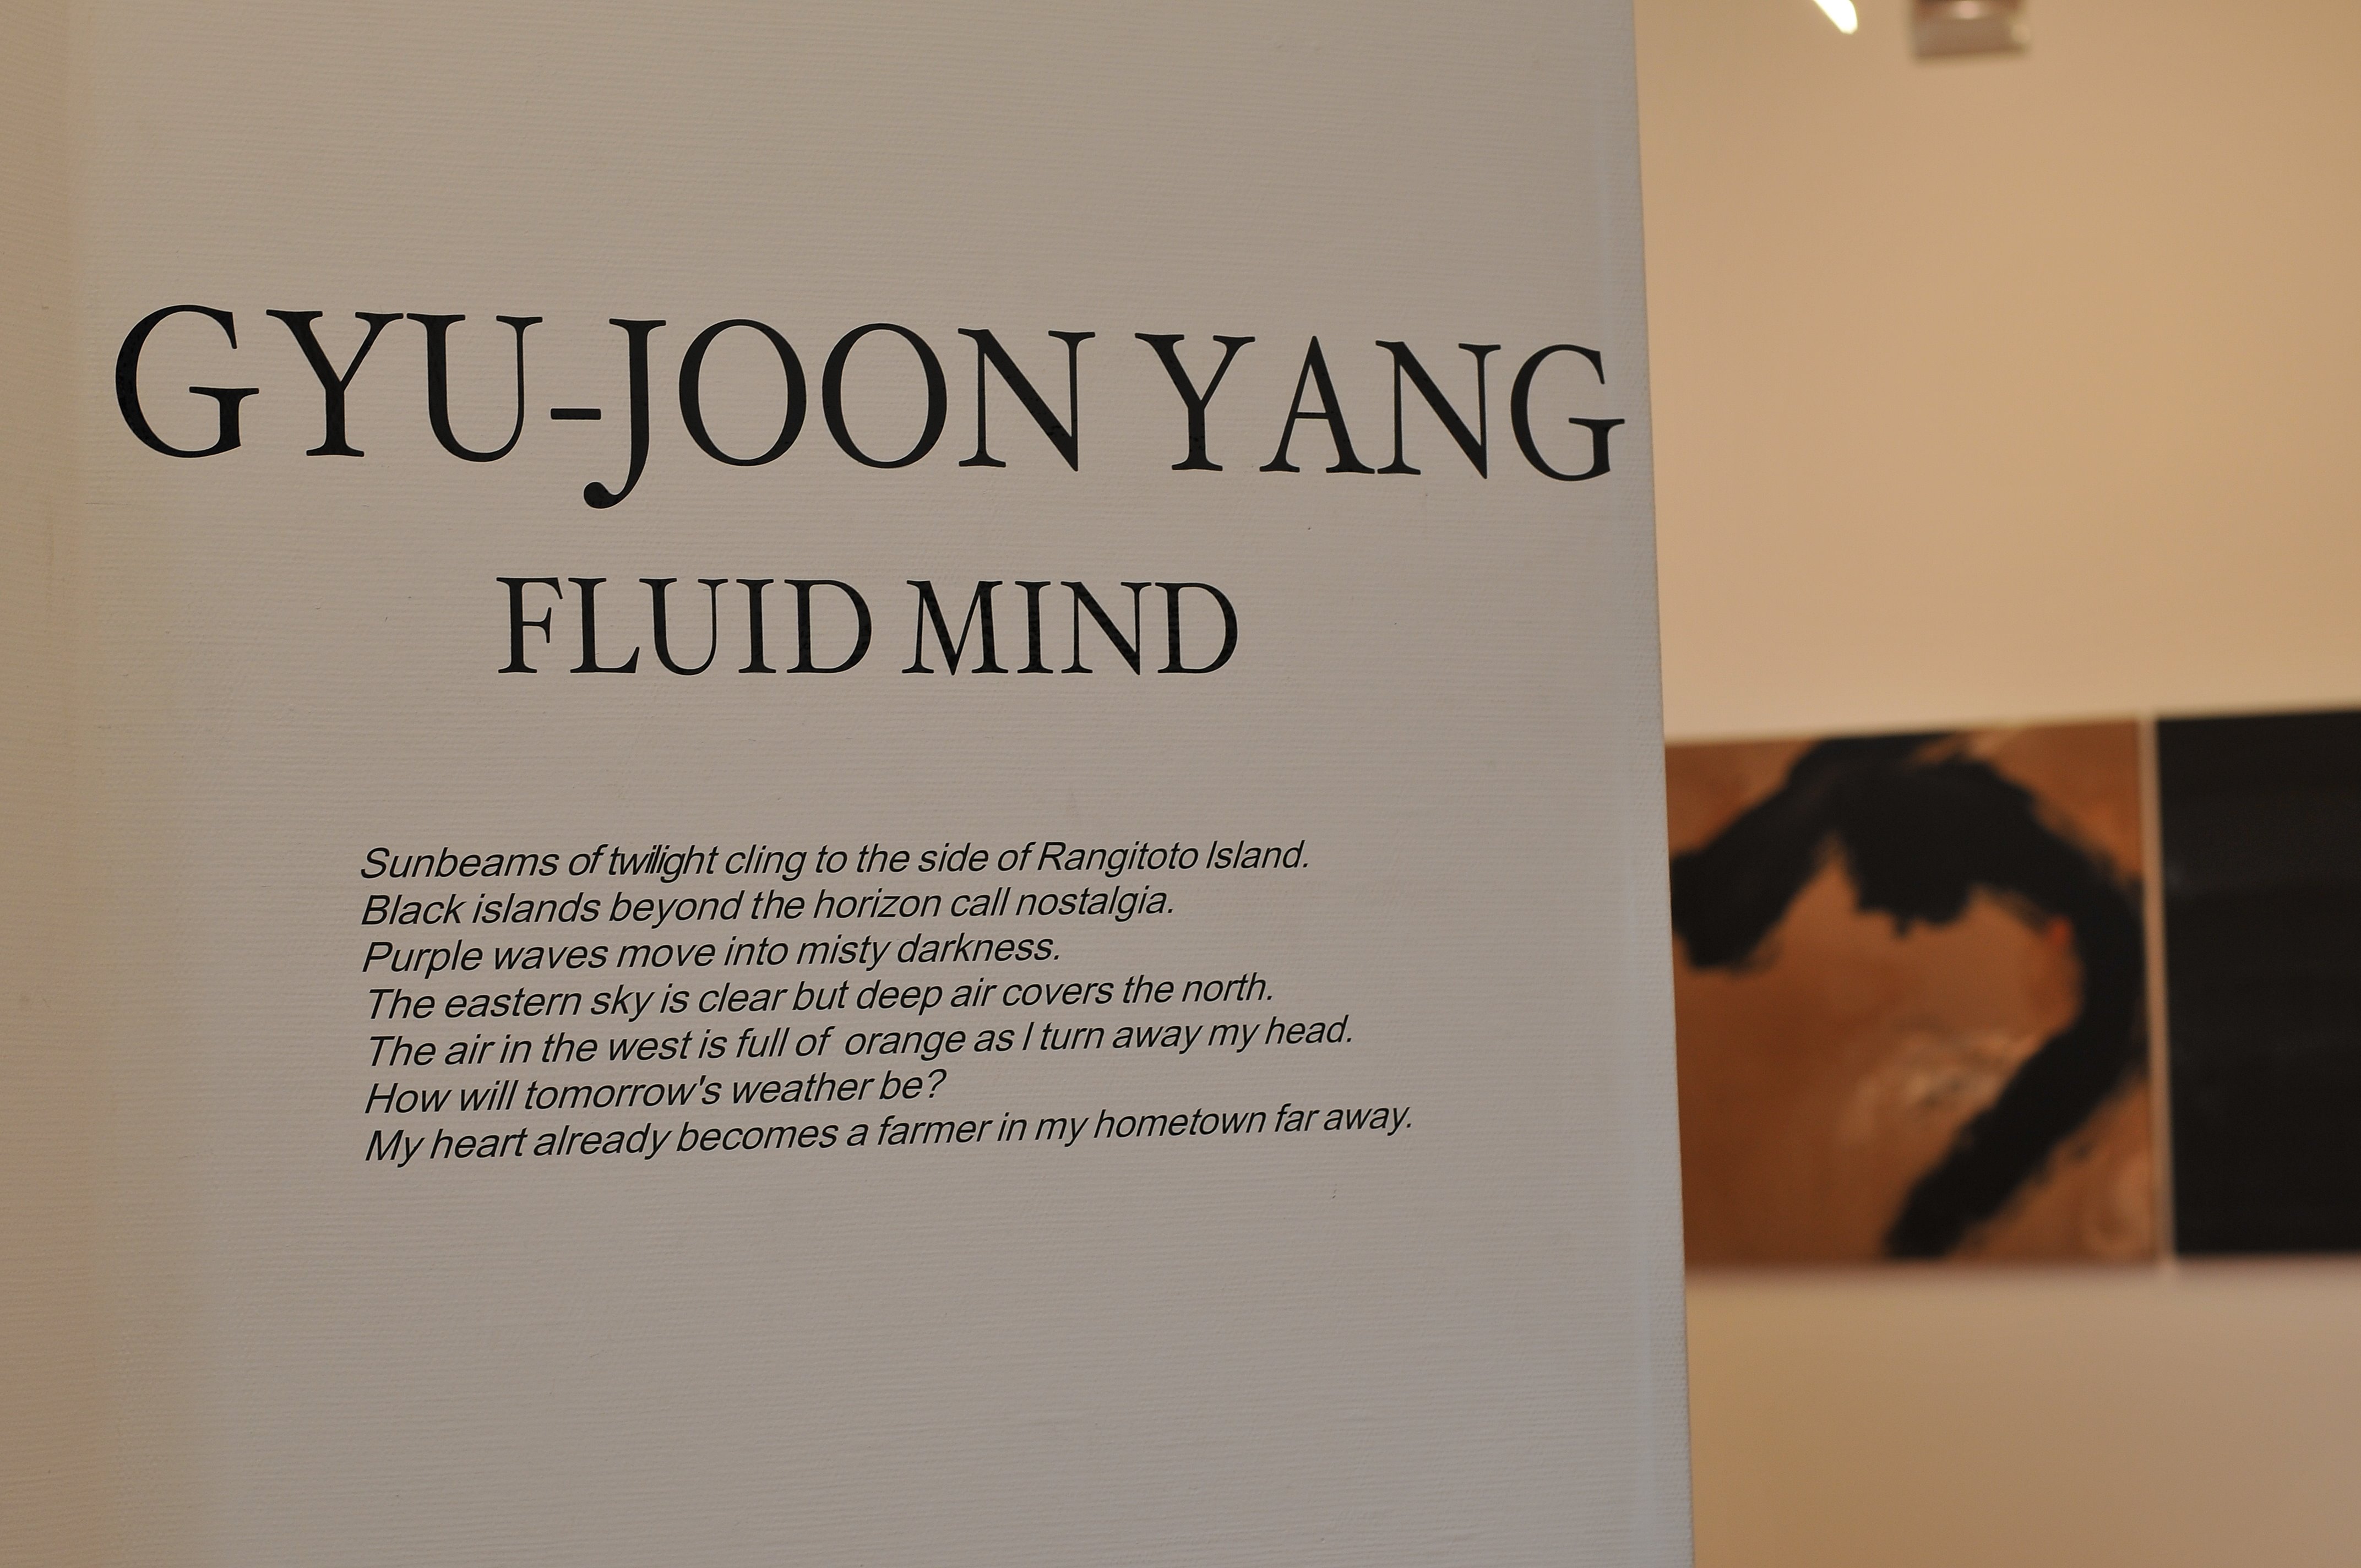 GYU-JOON YANG
FLUID MIND
Sunbeams of twilight cling to the side of Rangitoto Island.
Black islands beyond the horizon call nostalgia.
Purple waves move into misty darkness.
The eastern sky is clear but deep air covers the north.
The air in the west is full of  orange as I turn away my head.
How will tomorrow's weather be?
My heart already becomes a farmer in my hometown far away.